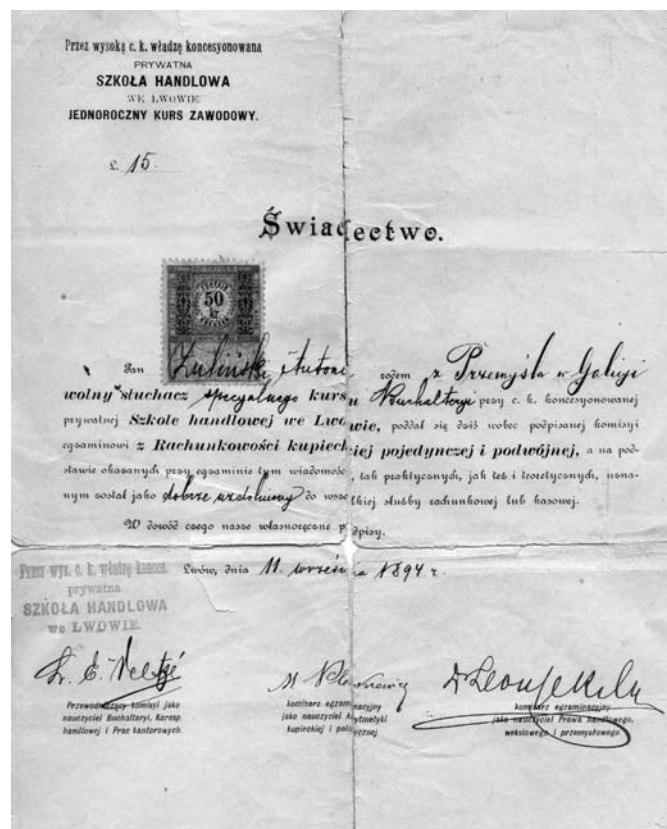 Przez wysoką c. k. władzę koncesyonowana
PRYWATNA
SZKOŁA HANDLOWA
WE LWOWIE.
JEDNOROCZNY KURS ZAWODOWY.
L. 15.
Świadectwo.
50
Pan Żuliński Antoni rodem z Przemyśla w Galicyi
wolny słuchacz specyalnego kursu Buchalteryi przy c. k. koncesyonowanej
prywatnej Szkole handlowej we Lwowie, poddał się dziś wobec podpisanej komisyi
egzaminowi z Rachunkowości kupieckiej pojedynczej i podwójnej, a na pod-
stawie okazanych przy egzaminie tym wiadomości, tak praktycznych, jak też i teoretycznych, uzna-
nym został jako dobrze uzdolniony do wszelkiej służby rachunkowej lub kasowej.
W dowód czego nasze własnoręczne podpisy.
Przez wys. c. k. władzę konces.
prywatna
SZKOŁA HANDLOWA
we LWOWIE.
Lwów, dnia 11. września 1894 r.
Przewodniczący komisyi jako
nauczyciel Buchalteryi, Koresp.
handlowej i Prac kantorowych.
komisarz egzaminacyjny
jako nauczyciel Arytmetyki
kupieckiej i politycznej
komisarz egzaminacyjny
jako nauczyciel Prawa handlowego,
wekslowego i przemysłowego.